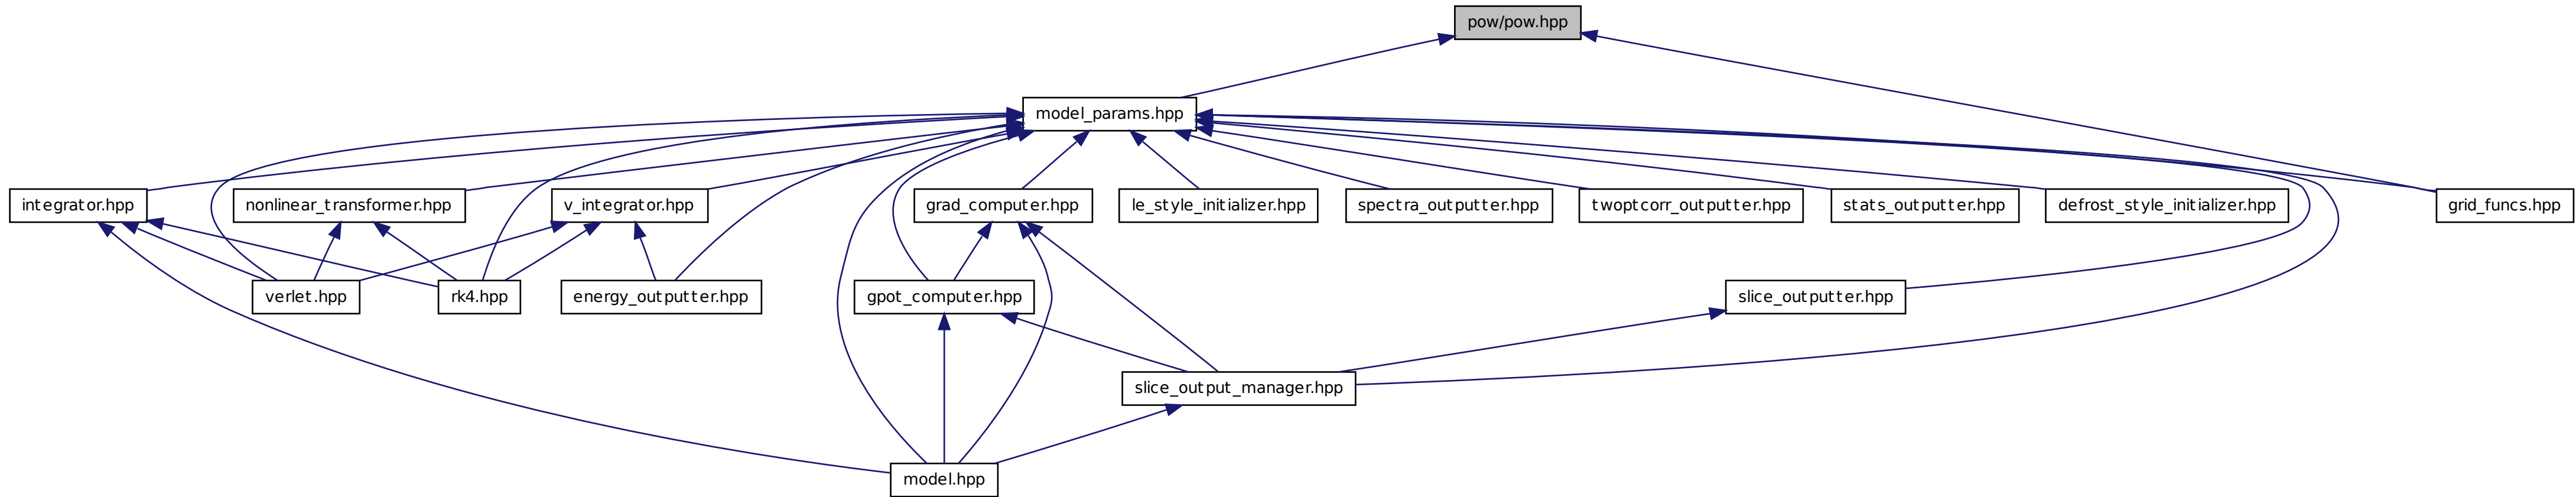 pow/pow.hpp
model_params.hpp
integrator.hpp
nonlinear_transformer.hpp
v_integrator.hpp
grad_computer.hpp
le_style_initializer.hpp
spectra_outputter.hpp
twoptcorr_outputter.hpp
stats_outputter.hpp
defrost_style_initializer.hpp
grid_funcs.hpp
verlet.hpp
rk4.hpp
energy_outputter.hpp
gpot_computer.hpp
slice_outputter.hpp
slice_output_manager.hpp
model.hpp